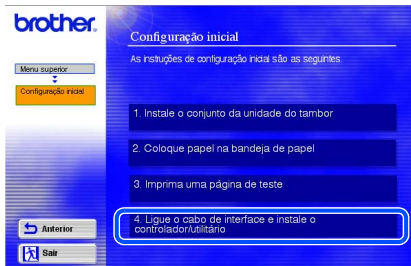 brother.
Configuração inicial
As instruções de configuração inicial são as seguintes.
Menu superior
Configuração inicial
1. Instale o conjunto da unidade do tambor
2. Coloque papel na bandeja de papel
3. Imprima uma página de teste
4. Ligue o cabo de interface e instale o
controlador/utilitário
Anterior
Sair